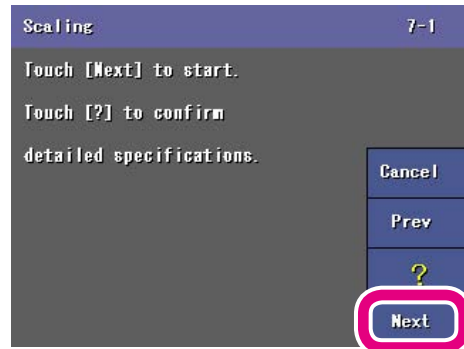 Scaling 7-1
Touch [Next] to start.
Touch [?] to confirm
detailed specifications.
Cancel
Prev
?
Next